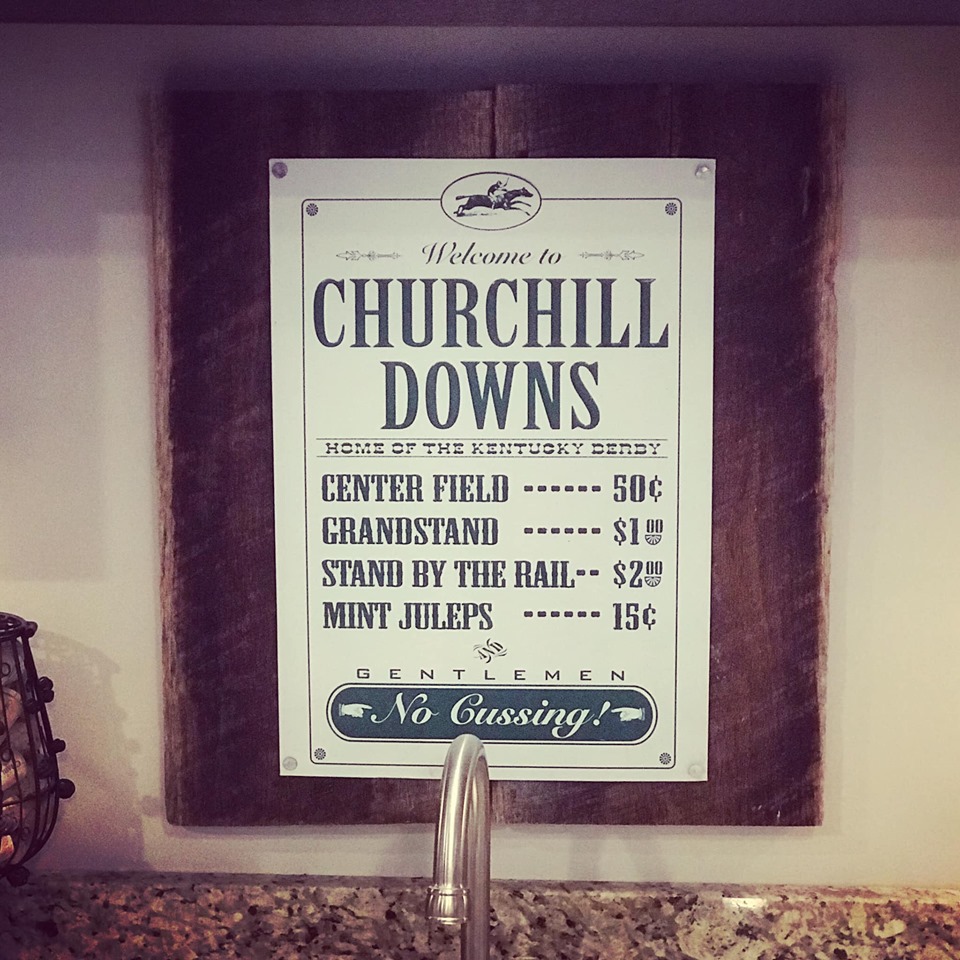 Welcome to
CHURCHILL
DOWNS
HOME OF THE KENTUCKY DERBY
CENTER FIELD ------ 50¢
GRANDSTAND ------ $1 00
STAND BY THE RAIL-- $2 00
MINT JULEPS ------ 15¢
AND
GENTLEMEN
No Cussing!